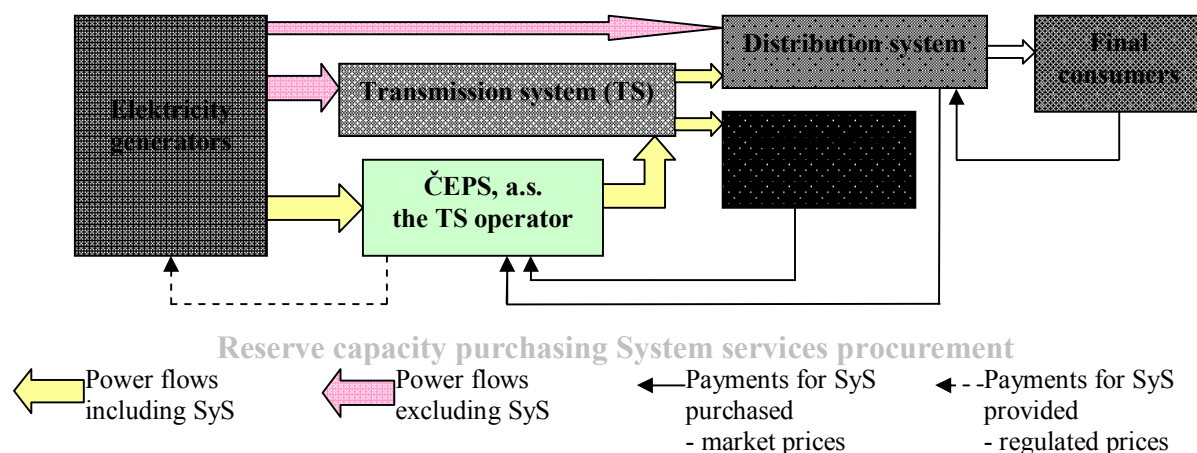 Distribution system
Final
consumers
Transmission system (TS)
Elektricity
generators
ČEPS, a.s.
the TS operator
Reserve capacity purchasing System services procurement
Power flows
including SyS
Power flows
excluding SyS
Payments for SyS
purchased
- market prices
Payments for SyS
provided
- regulated prices